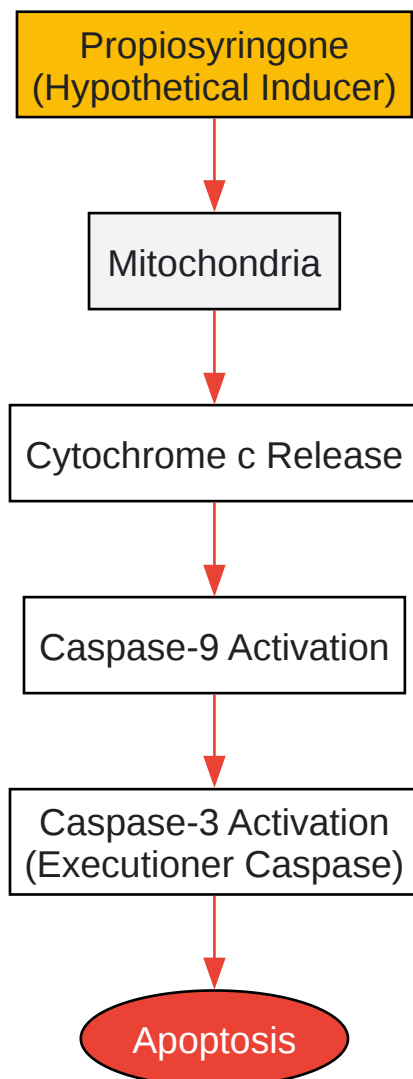 Propiosyringone
(Hypothetical Inducer)
Mitochondria
Cytochrome c Release
Caspase-9 Activation
Caspase-3 Activation
(Executioner Caspase)
Apoptosis